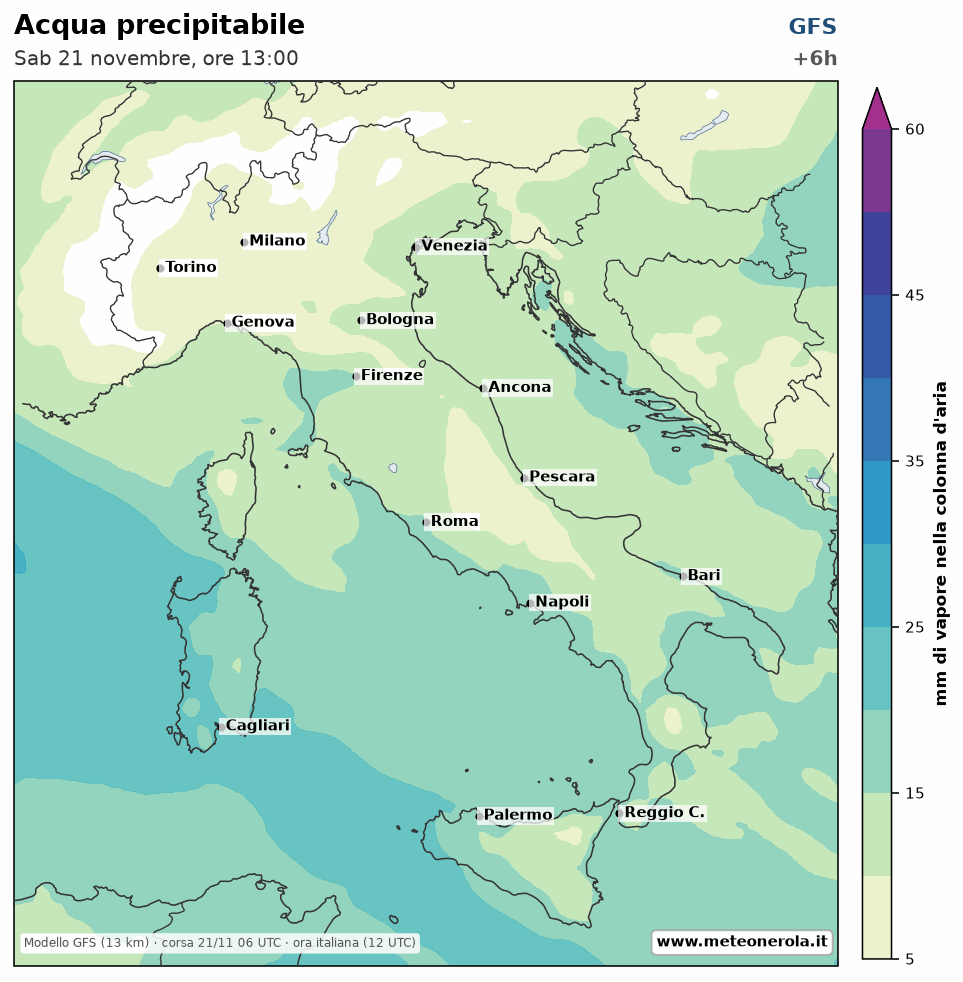 Acqua precipitabile
GFS
Sab 21 novembre, ore 13:00
+6h
60
45
35
25
15
5
mm di vapore nella colonna d'aria
Milano
Venezia
Torino
Genova
Bologna
Firenze
Ancona
Pescara
Roma
Bari
Napoli
Cagliari
Palermo
Reggio C.
Modello GFS (13 km) · corsa 21/11 06 UTC · ora italiana (12 UTC)
www.meteonerola.it